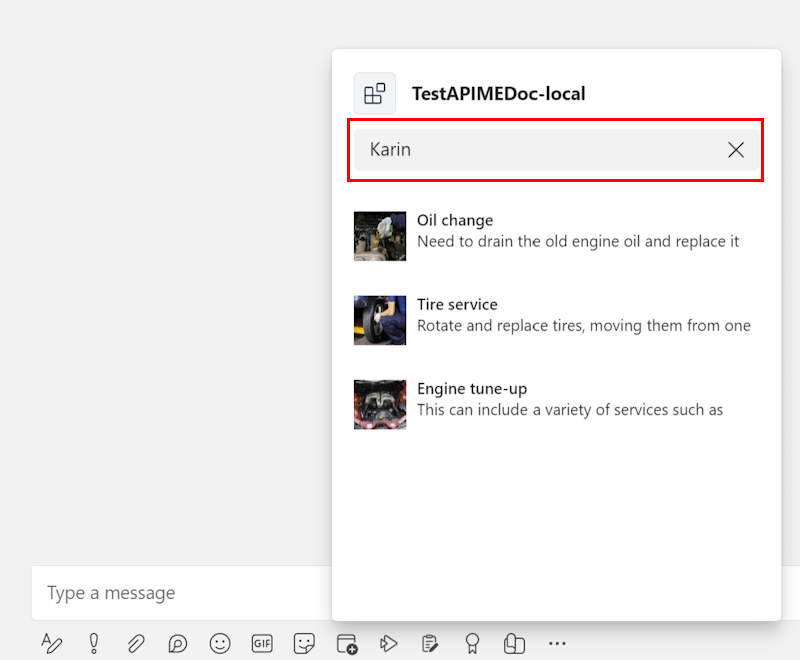 TestAPIMEDoc-local
Karin
Oil change
Need to drain the old engine oil and replace it
Tire service
Rotate and replace tires, moving them from one
Engine tune-up
This can include a variety of services such as
Type a message
GIF